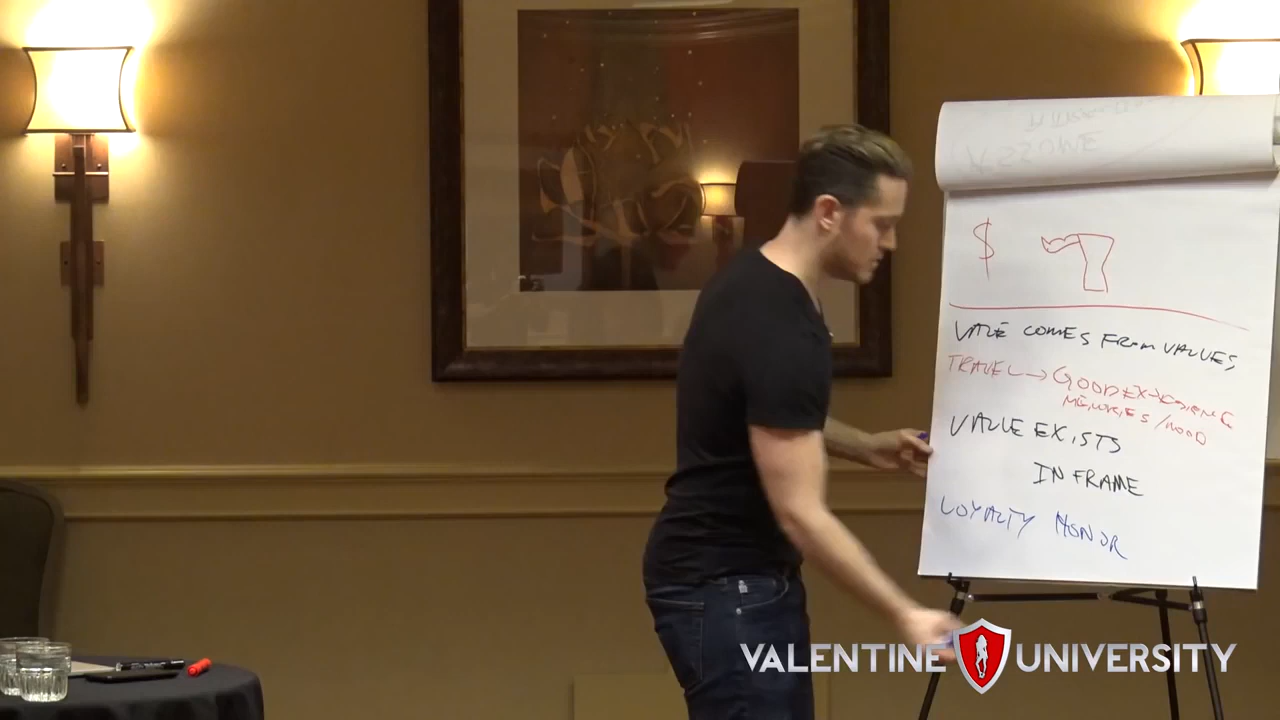 $
VALUE COMES FROM VALUES
TRAVEL → GOOD EXPERIENCE
MEMORIES/MOOD
VALUE EXISTS
IN FRAME
LOYALTY HONOR
VALENTINE UNIVERSITY